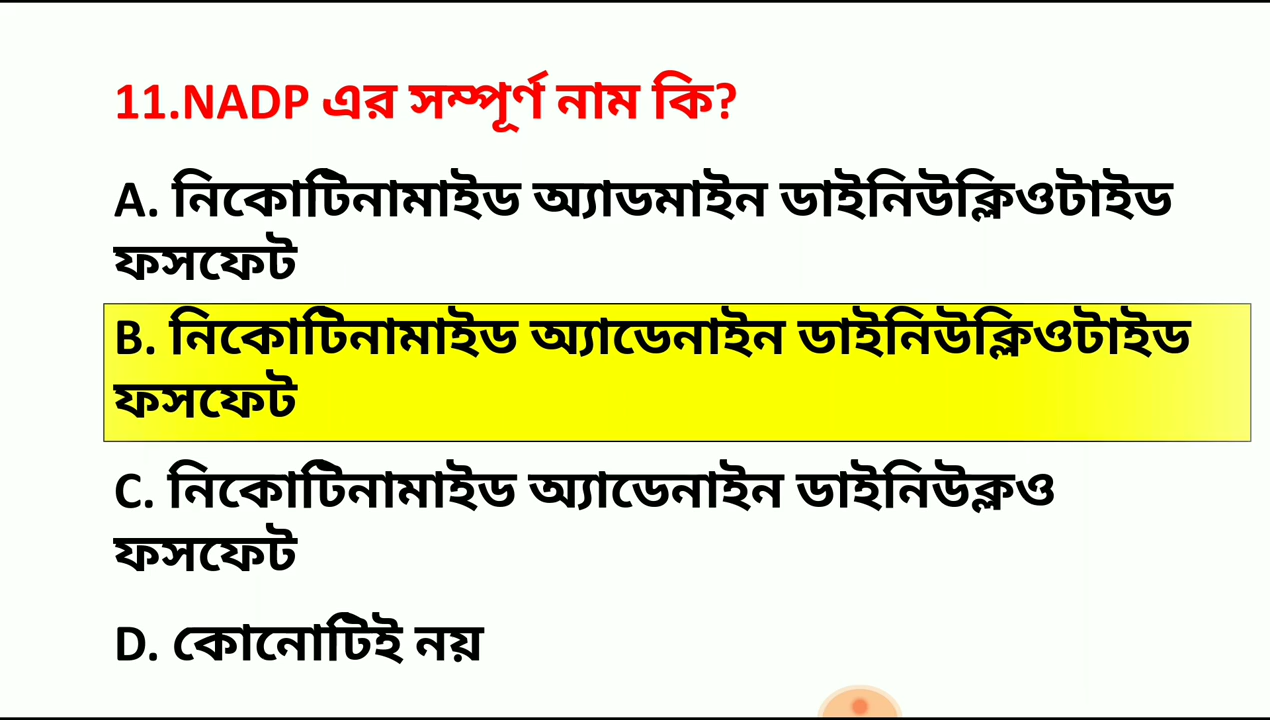 11.NADP এর সম্পূর্ণ নাম কি?
A. নিকোটিনামাইড অ্যাডমাইন ডাইনিউক্লিওটাইড
ফসফেট
B. নিকোটিনামাইড অ্যাডেনাইন ডাইনিউক্লিওটাইড
ফসফেট
C. নিকোটিনামাইড অ্যাডেনাইন ডাইনিউক্লও
ফসফেট
D. কোনোটিই নয়